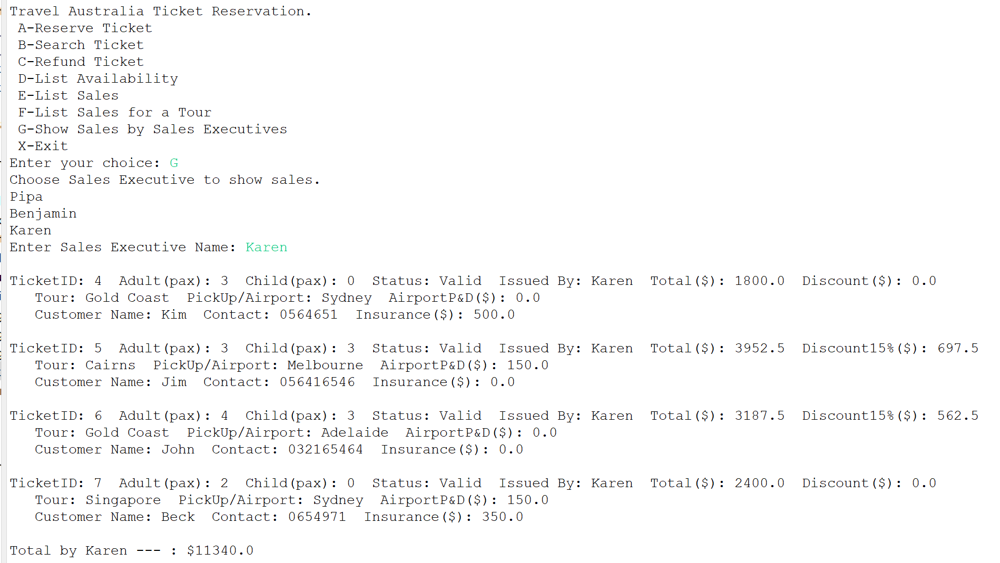 Travel Australia Ticket Reservation.
A-Reserve Ticket
B-Search Ticket
C-Refund Ticket
D-List Availability
E-List Sales
F-List Sales for a Tour
G-Show Sales by Sales Executives
X-Exit
Enter your choice: G
Choose Sales Executive to show sales.
Pipa
Benjamin
Karen
Enter Sales Executive Name: Karen
TicketID: 4  Adult(pax): 3  Child(pax): 0  Status: Valid  Issued By: Karen  Total($): 1800.0  Discount($): 0.0
Tour: Gold Coast  PickUp/Airport: Sydney  AirportP&D($): 0.0
Customer Name: Kim  Contact: 0564651  Insurance($): 500.0
TicketID: 5  Adult(pax): 3  Child(pax): 3  Status: Valid  Issued By: Karen  Total($): 3952.5  Discount15%($): 697.5
Tour: Cairns  PickUp/Airport: Melbourne  AirportP&D($): 150.0
Customer Name: Jim  Contact: 056416546  Insurance($): 0.0
TicketID: 6  Adult(pax): 4  Child(pax): 3  Status: Valid  Issued By: Karen  Total($): 3187.5  Discount15%($): 562.5
Tour: Gold Coast  PickUp/Airport: Adelaide  AirportP&D($): 0.0
Customer Name: John  Contact: 032165464  Insurance($): 0.0
TicketID: 7  Adult(pax): 2  Child(pax): 0  Status: Valid  Issued By: Karen  Total($): 2400.0  Discount($): 0.0
Tour: Singapore  PickUp/Airport: Sydney  AirportP&D($): 150.0
Customer Name: Beck  Contact: 0654971  Insurance($): 350.0
Total by Karen --- : $11340.0